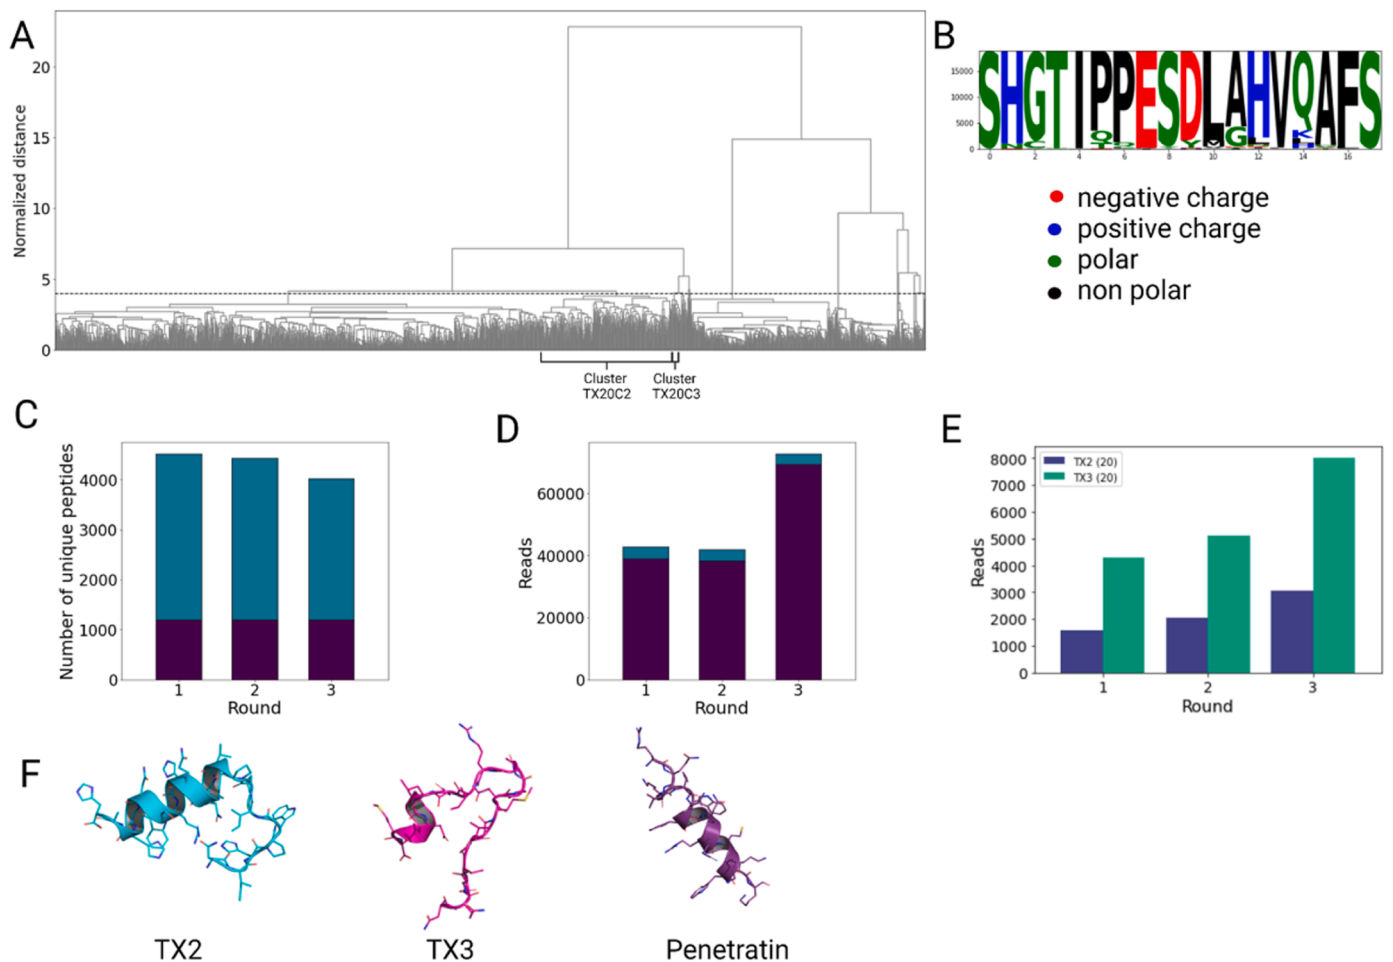 A
Normalized distance
20
15
10
5
0
Cluster
TX20C2
Cluster
TX20C3
B
15000
10000
5000
0
SHGTIPPESDLAHVQAFS
0 2 4 6 8 10 12 14 16
negative charge
positive charge
polar
non polar
C
Number of unique peptides
4000
3000
2000
1000
0
1 2 3
Round
D
Reads
60000
40000
20000
0
1 2 3
Round
E
TX2 (20)
TX3 (20)
Reads
8000
7000
6000
5000
4000
3000
2000
1000
0
1 2 3
Round
F
TX2
TX3
Penetratin